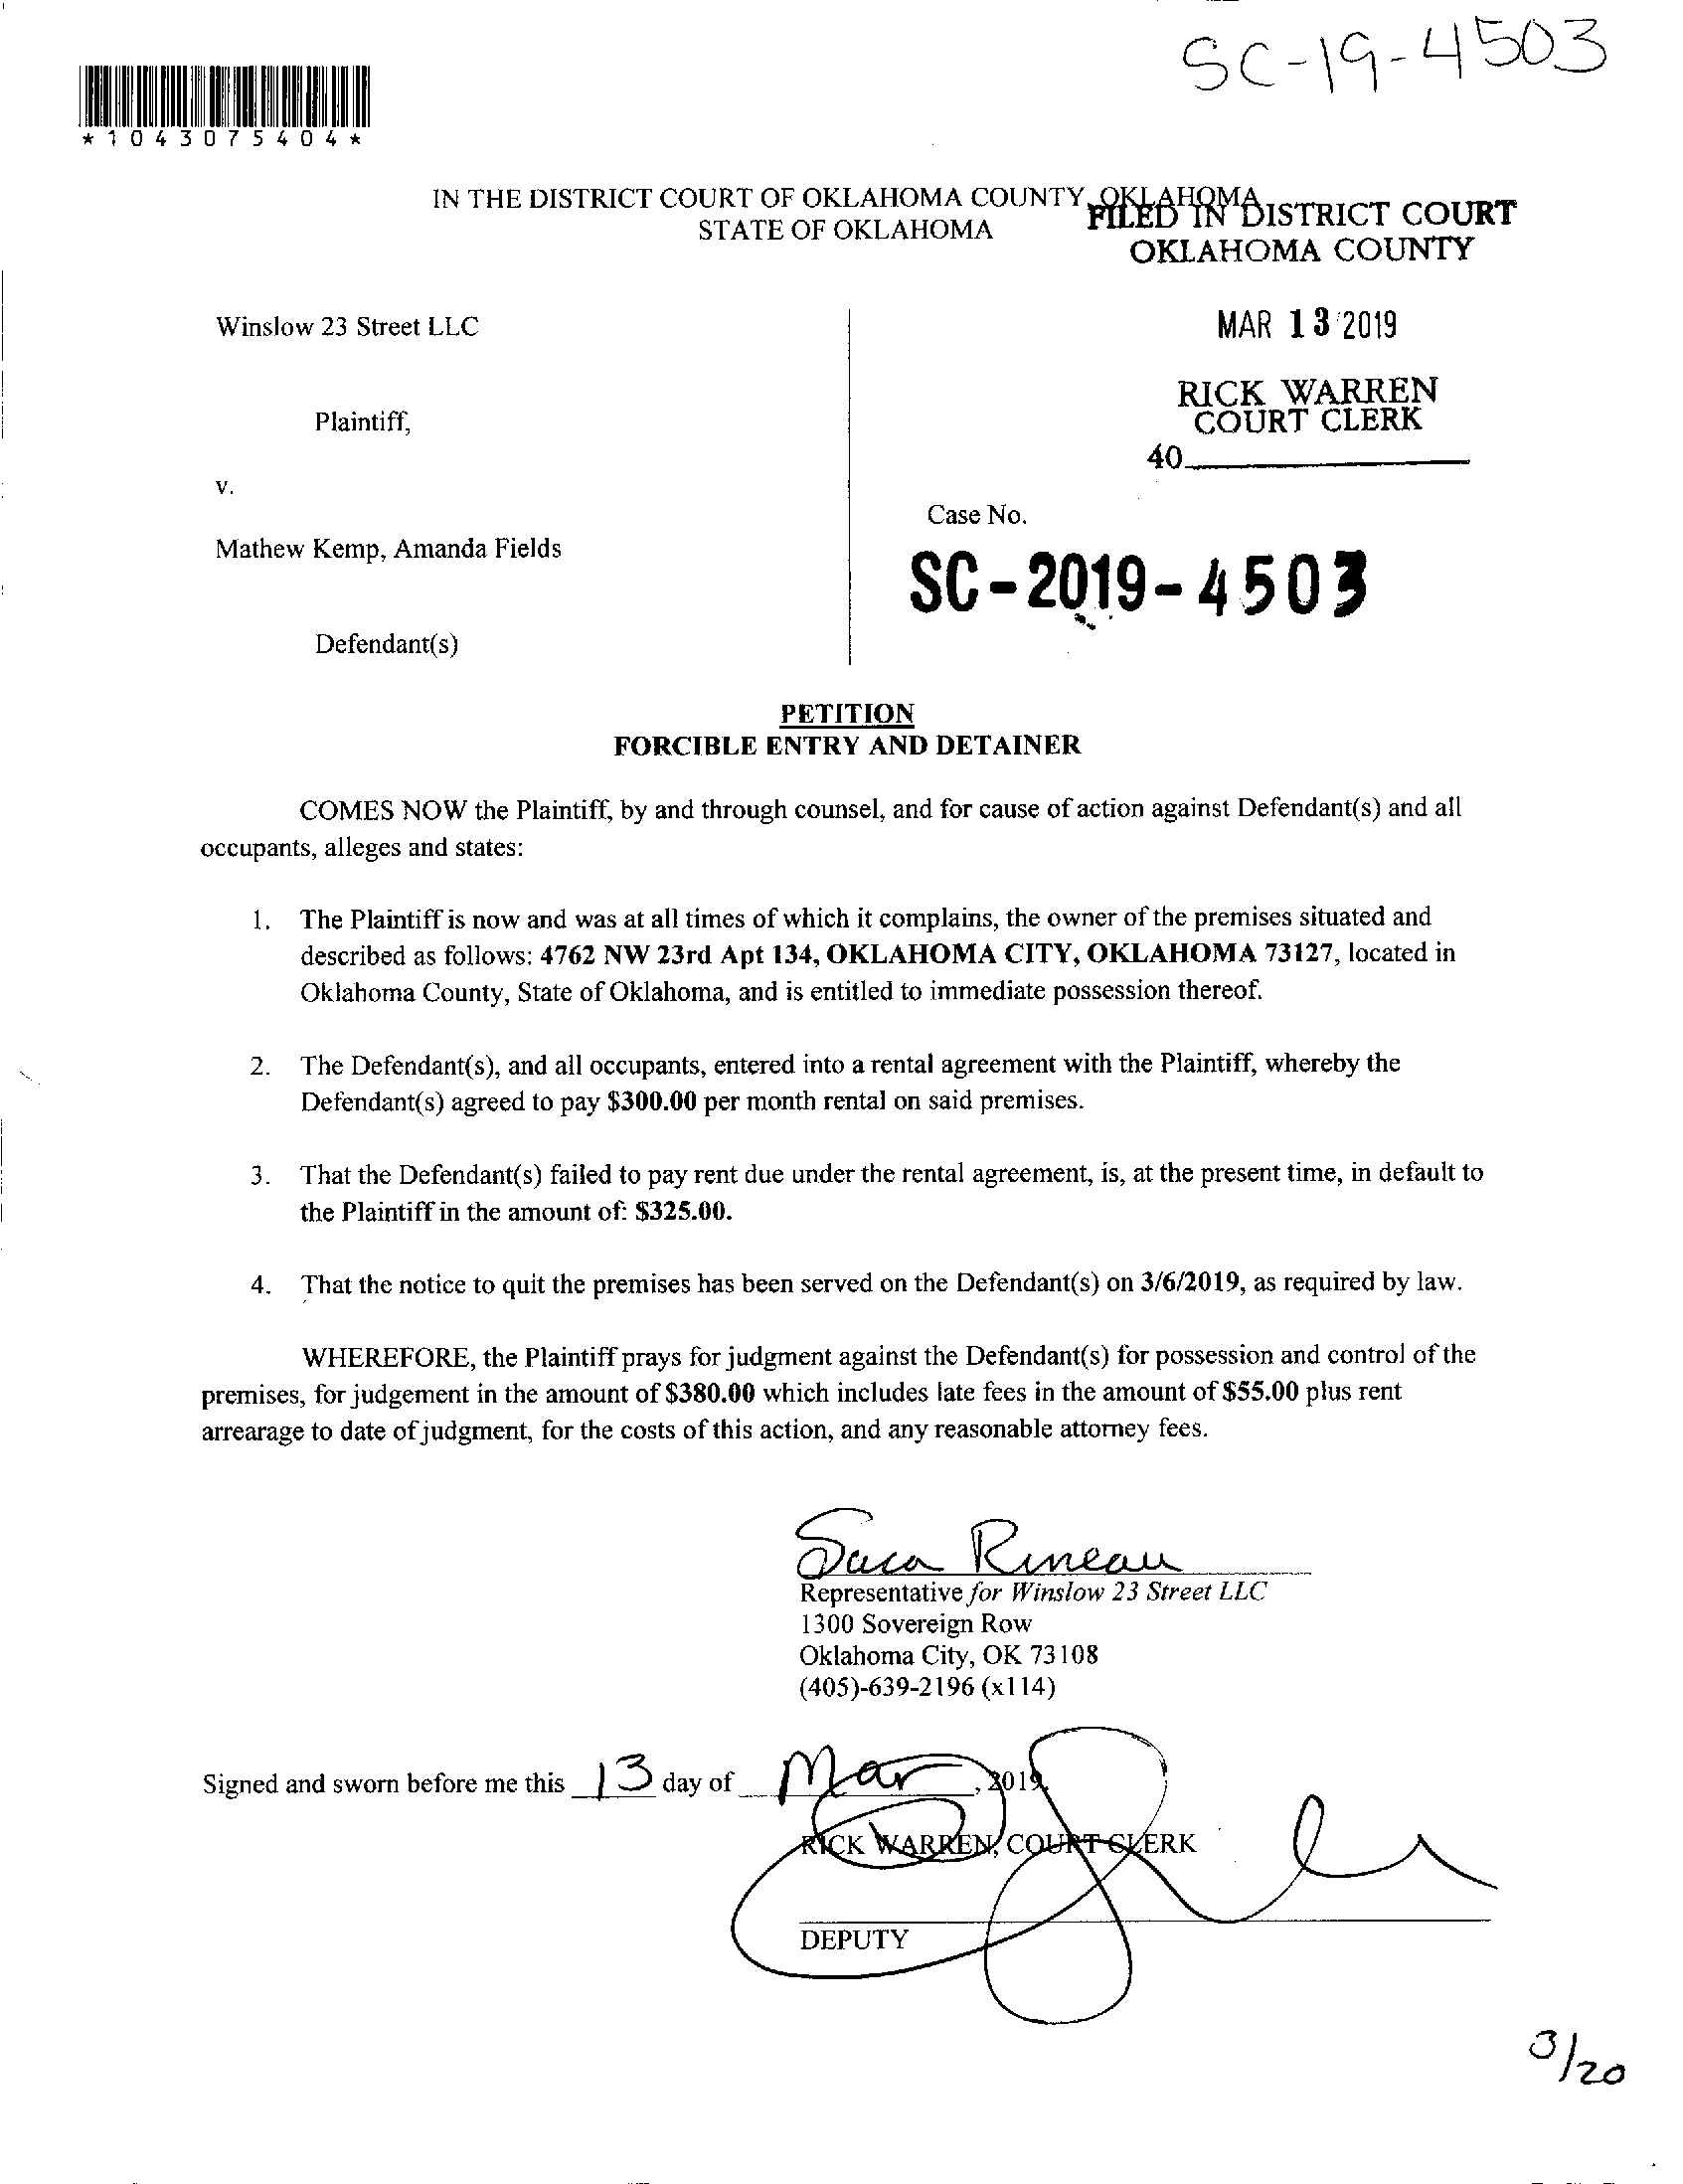 SC-19-4503
*1043075404*
IN THE DISTRICT COURT OF OKLAHOMA COUNTY, OKLAHOMA
STATE OF OKLAHOMA
FILED IN DISTRICT COURT
OKLAHOMA COUNTY
MAR 13 2019
RICK WARREN
COURT CLERK
40
Winslow 23 Street LLC
Plaintiff,
v.
Mathew Kemp, Amanda Fields
Defendant(s)
Case No.
SC-2019-4503
PETITION
FORCIBLE ENTRY AND DETAINER
COMES NOW the Plaintiff, by and through counsel, and for cause of action against Defendant(s) and all
occupants, alleges and states:
1. The Plaintiff is now and was at all times of which it complains, the owner of the premises situated and
described as follows: 4762 NW 23rd Apt 134, OKLAHOMA CITY, OKLAHOMA 73127, located in
Oklahoma County, State of Oklahoma, and is entitled to immediate possession thereof.
2. The Defendant(s), and all occupants, entered into a rental agreement with the Plaintiff, whereby the
Defendant(s) agreed to pay $300.00 per month rental on said premises.
3. That the Defendant(s) failed to pay rent due under the rental agreement, is, at the present time, in default to
the Plaintiff in the amount of: $325.00.
4. That the notice to quit the premises has been served on the Defendant(s) on 3/6/2019, as required by law.
WHEREFORE, the Plaintiff prays for judgment against the Defendant(s) for possession and control of the
premises, for judgement in the amount of $380.00 which includes late fees in the amount of $55.00 plus rent
arrearage to date of judgment, for the costs of this action, and any reasonable attorney fees.
Sara Rineau
Representative for Winslow 23 Street LLC
1300 Sovereign Row
Oklahoma City, OK 73108
(405)-639-2196 (x114)
Signed and sworn before me this 13 day of Mar, 2019.
RICK WARREN, COURT CLERK
DEPUTY
3/20